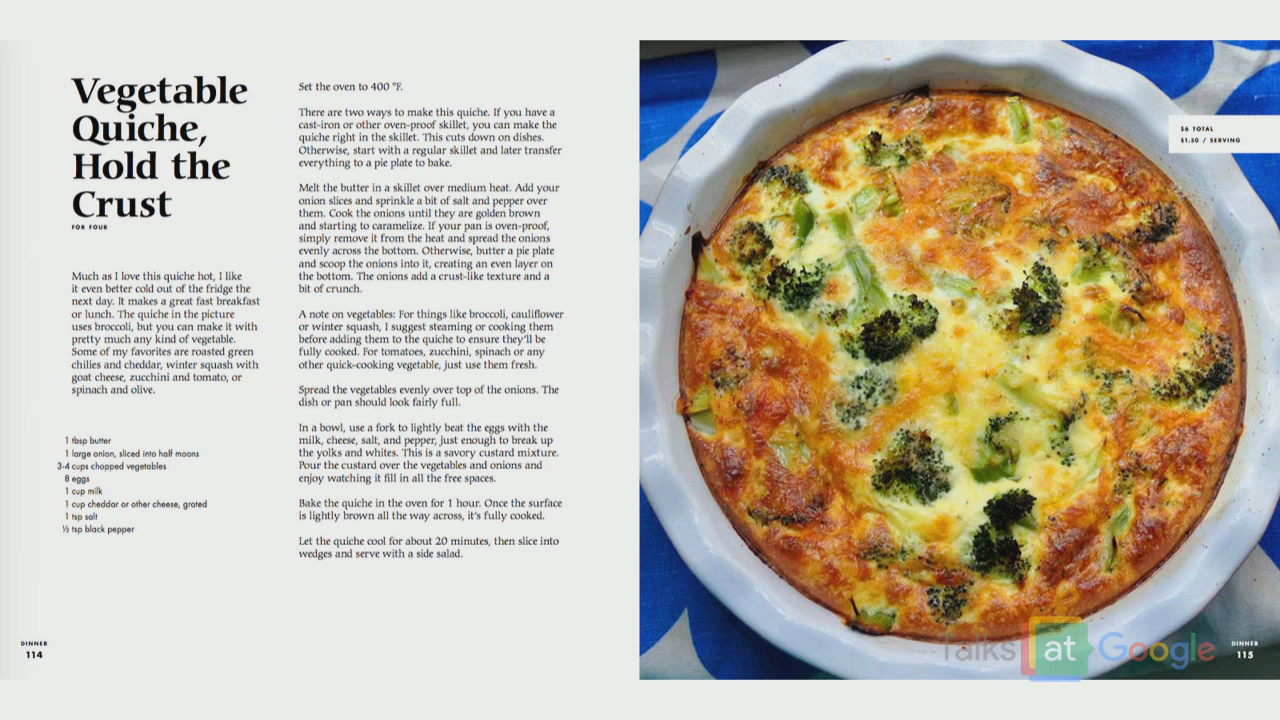 Vegetable
Quiche,
Hold the
Crust
FOR FOUR
Much as I love this quiche hot, I like
it even better cold out of the fridge the
next day. It makes a great fast breakfast
or lunch. The quiche in the picture
uses broccoli, but you can make it with
pretty much any kind of vegetable.
Some of my favorites are roasted green
chilies and cheddar, winter squash with
goat cheese, zucchini and tomato, or
spinach and olive.
1 tbsp butter
1 large onion, sliced into half moons
3-4 cups chopped vegetables
8 eggs
1 cup milk
1 cup cheddar or other cheese, grated
1 tsp salt
½ tsp black pepper
DINNER
114
Set the oven to 400 °F.
There are two ways to make this quiche. If you have a
cast-iron or other oven-proof skillet, you can make the
quiche right in the skillet. This cuts down on dishes.
Otherwise, start with a regular skillet and later transfer
everything to a pie plate to bake.
Melt the butter in a skillet over medium heat. Add your
onion slices and sprinkle a bit of salt and pepper over
them. Cook the onions until they are golden brown
and starting to caramelize. If your pan is oven-proof,
simply remove it from the heat and spread the onions
evenly across the bottom. Otherwise, butter a pie plate
and scoop the onions into it, creating an even layer on
the bottom. The onions add a crust-like texture and a
bit of crunch.
A note on vegetables: For things like broccoli, cauliflower
or winter squash, I suggest steaming or cooking them
before adding them to the quiche to ensure they'll be
fully cooked. For tomatoes, zucchini, spinach or any
other quick-cooking vegetable, just use them fresh.
Spread the vegetables evenly over top of the onions. The
dish or pan should look fairly full.
In a bowl, use a fork to lightly beat the eggs with the
milk, cheese, salt, and pepper, just enough to break up
the yolks and whites. This is a savory custard mixture.
Pour the custard over the vegetables and onions and
enjoy watching it fill in all the free spaces.
Bake the quiche in the oven for 1 hour. Once the surface
is lightly brown all the way across, it's fully cooked.
Let the quiche cool for about 20 minutes, then slice into
wedges and serve with a side salad.
$6 TOTAL
$1.50 / SERVING
Talks at Google
DINNER
115